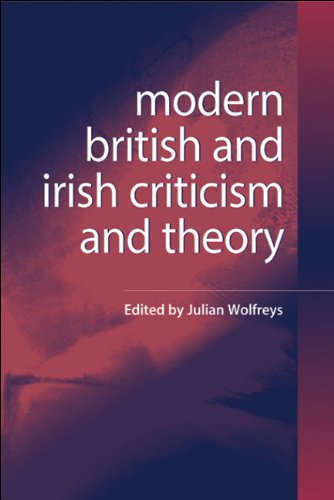 modern
british and
irish criticism
and theory
Edited by Julian Wolfreys